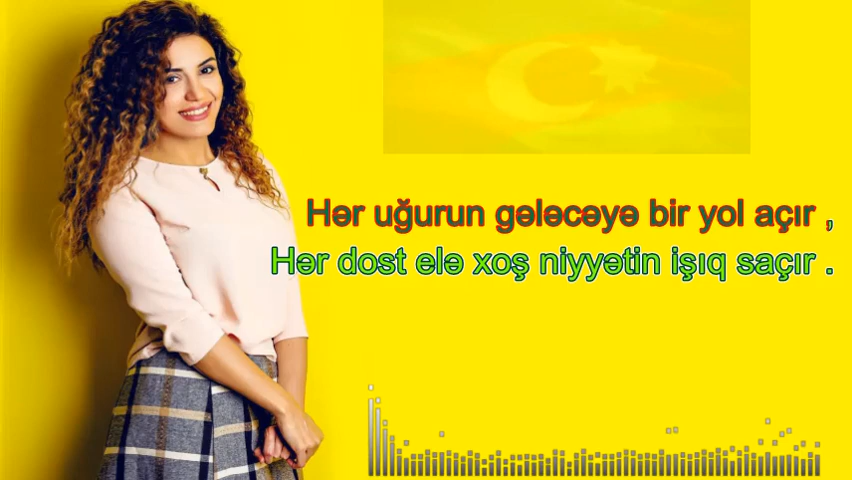 Hər uğurun gələcəyə bir yol açır ,
Hər dost elə xoş niyyətin işıq saçır .